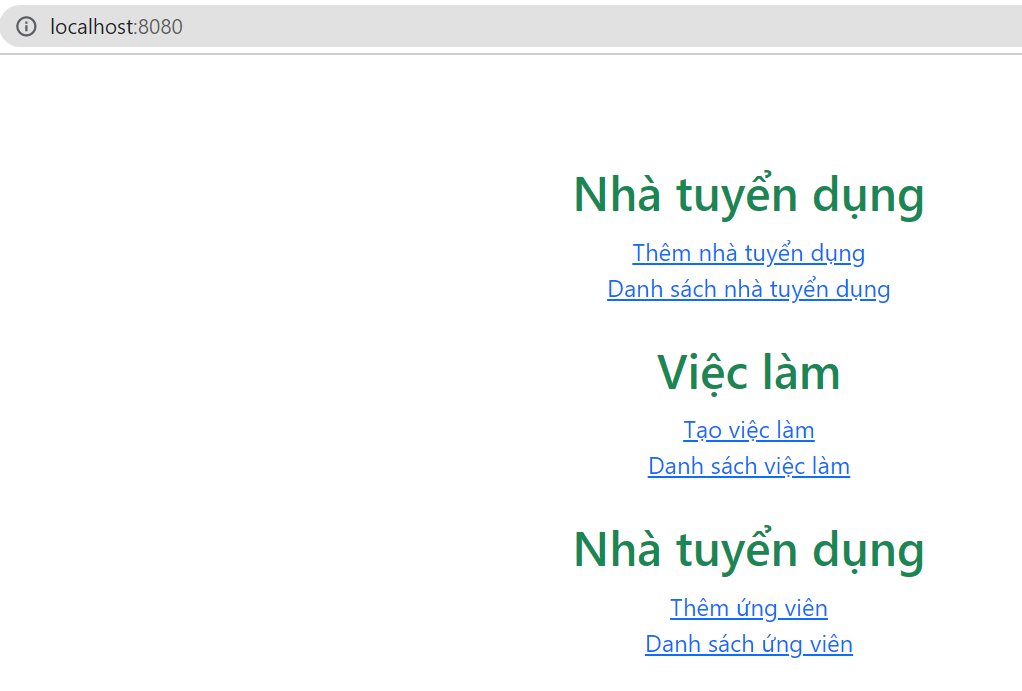 localhost:8080
Nhà tuyển dụng
Thêm nhà tuyển dụng
Danh sách nhà tuyển dụng
Việc làm
Tạo việc làm
Danh sách việc làm
Nhà tuyển dụng
Thêm ứng viên
Danh sách ứng viên